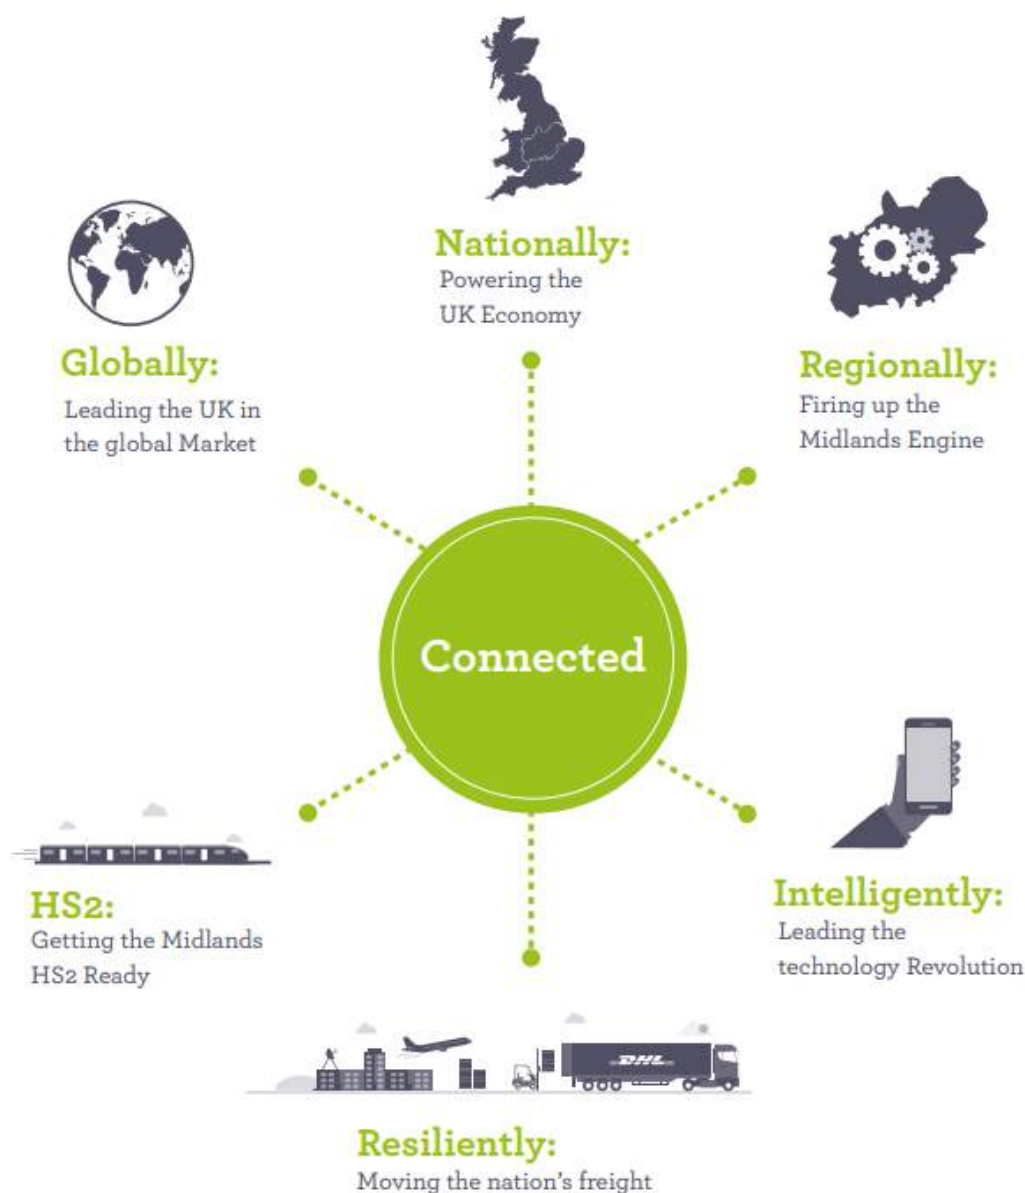 Nationally:
Powering the
UK Economy
Globally:
Leading the UK in
the global Market
Regionally:
Firing up the
Midlands Engine
Connected
HS2:
Getting the Midlands
HS2 Ready
Intelligently:
Leading the
technology Revolution
DHL
Resiliently:
Moving the nation's freight